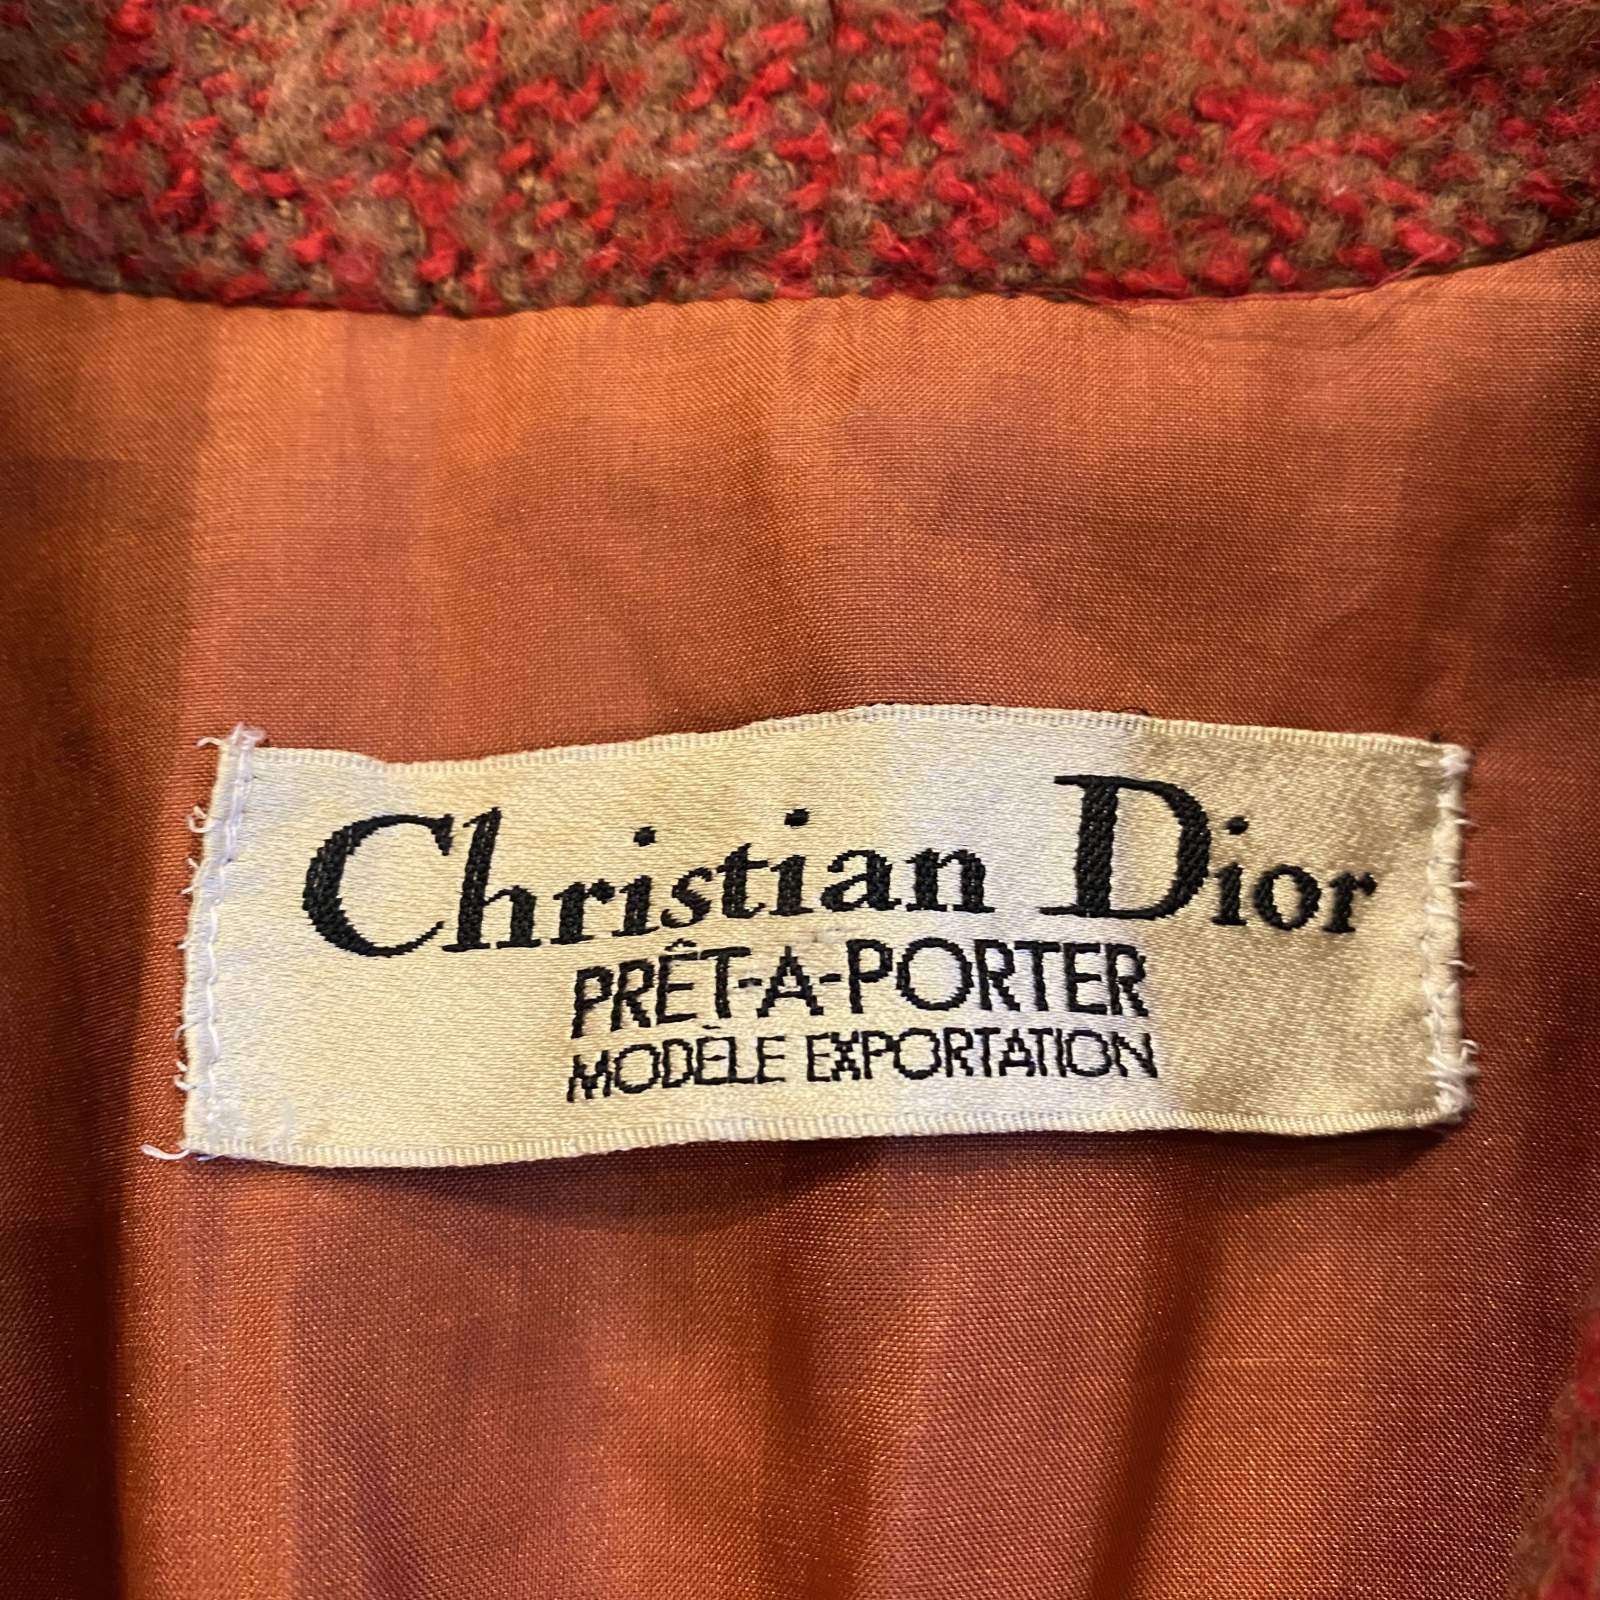 Christian Dior
PRÊT-A-PORTER
MODÈLE EXPORTATION